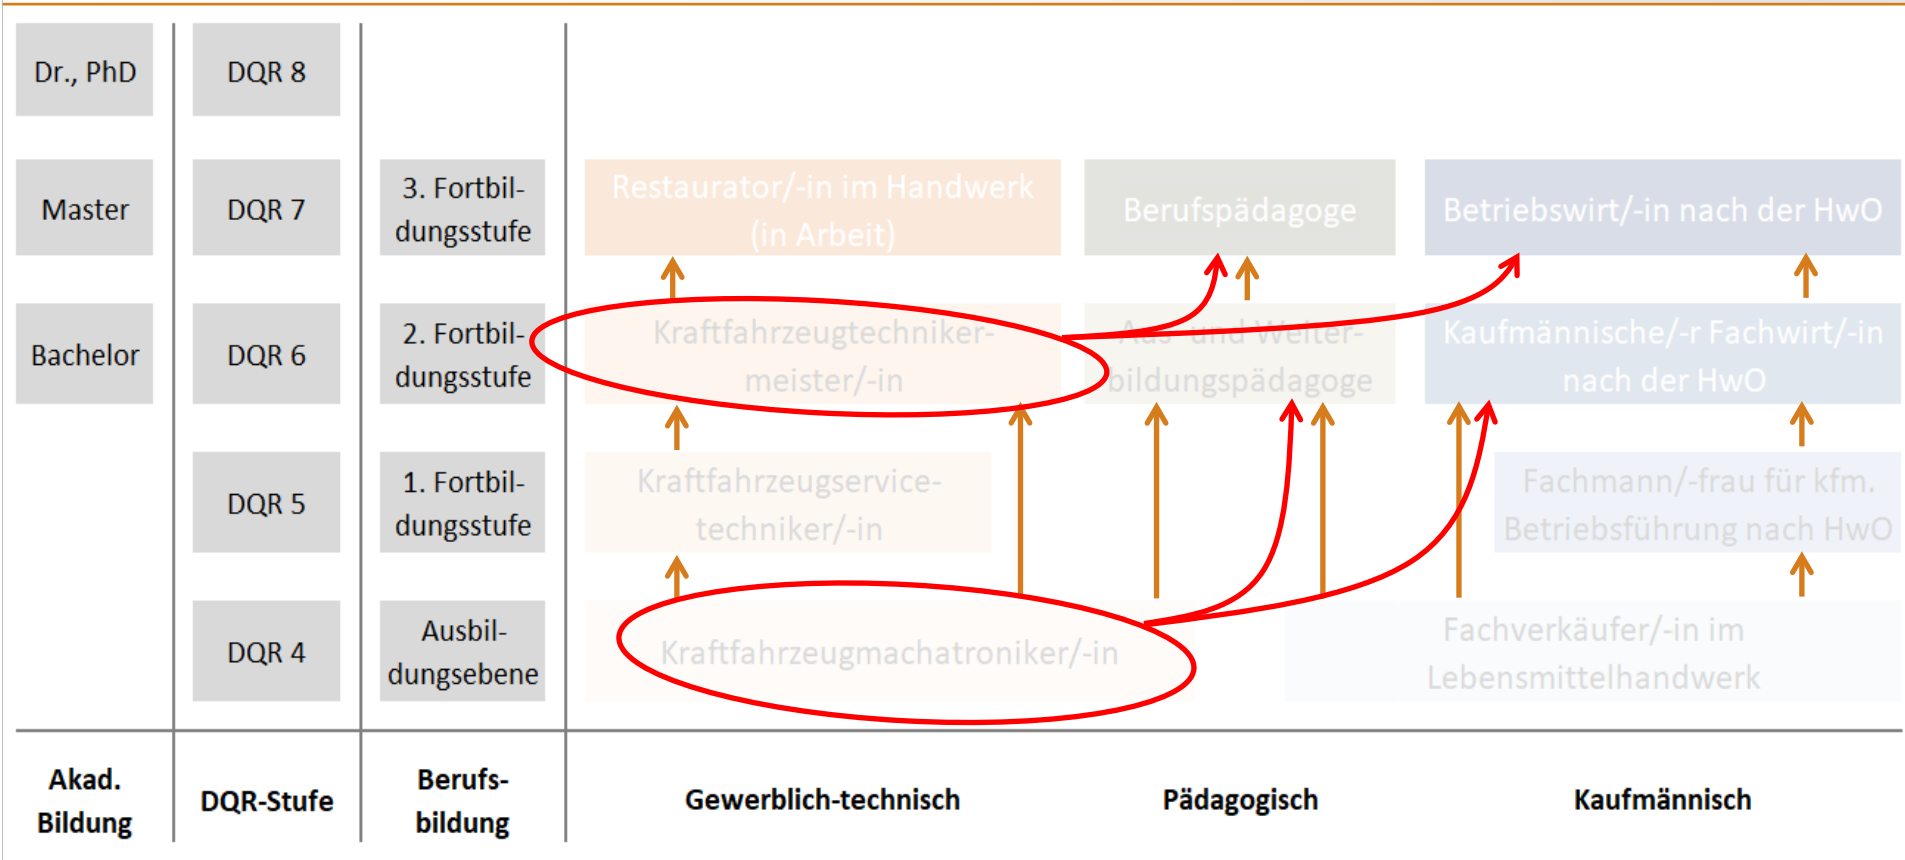 Dr., PhD
DQR 8
Master
DQR 7
3. Fortbil-
dungsstufe
Restaurator/-in im Handwerk
(in Arbeit)
Berufspädagoge
Betriebswirt/-in nach der HwO
Bachelor
DQR 6
2. Fortbil-
dungsstufe
Kraftfahrzeugtechniker-
meister/-in
Aus- und Weiter-
bildungspädagoge
Kaufmännische/-r Fachwirt/-in
nach der HwO
DQR 5
1. Fortbil-
dungsstufe
Kraftfahrzeugservice-
techniker/-in
Fachmann/-frau für kfm.
Betriebsführung nach HwO
DQR 4
Ausbil-
dungsebene
Kraftfahrzeugmachatroniker/-in
Fachverkäufer/-in im
Lebensmittelhandwerk
Akad.
Bildung
DQR-Stufe
Berufs-
bildung
Gewerblich-technisch
Pädagogisch
Kaufmännisch